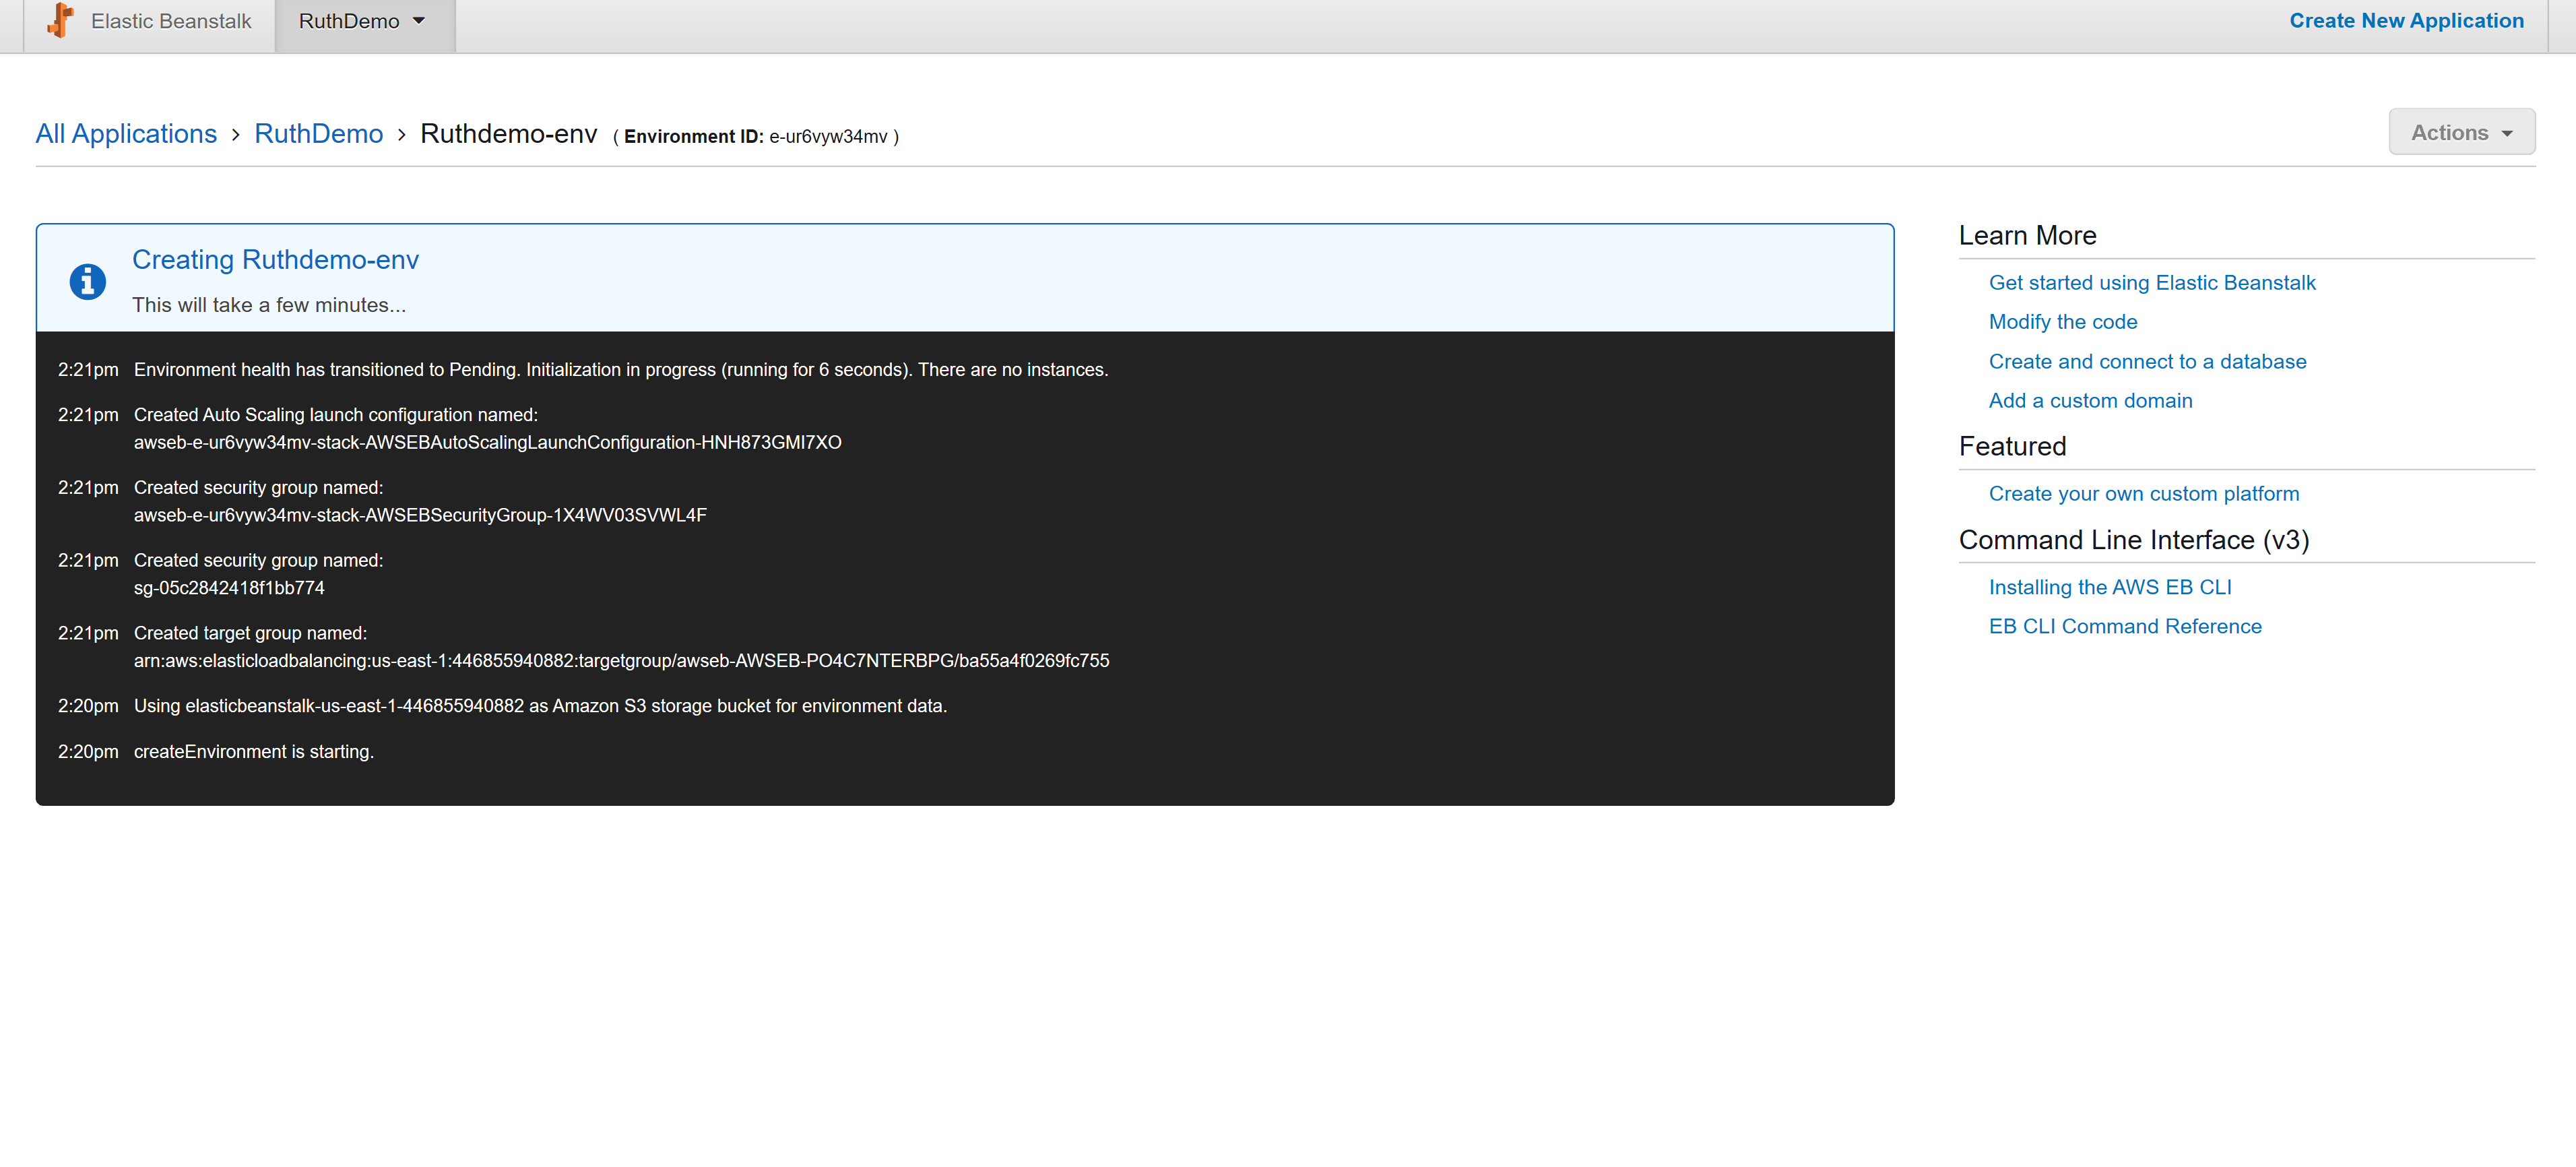 Elastic Beanstalk
RuthDemo
Create New Application
All Applications > RuthDemo > Ruthdemo-env ( Environment ID: e-ur6vyw34mv )
Actions
Creating Ruthdemo-env
This will take a few minutes...
2:21pm Environment health has transitioned to Pending. Initialization in progress (running for 6 seconds). There are no instances.
2:21pm Created Auto Scaling launch configuration named:
awseb-e-ur6vyw34mv-stack-AWSEBAutoScalingLaunchConfiguration-HNH873GMI7XO
2:21pm Created security group named:
awseb-e-ur6vyw34mv-stack-AWSEBSecurityGroup-1X4WV03SVWL4F
2:21pm Created security group named:
sg-05c2842418f1bb774
2:21pm Created target group named:
arn:aws:elasticloadbalancing:us-east-1:446855940882:targetgroup/awseb-AWSEB-PO4C7NTERBPG/ba55a4f0269fc755
2:20pm Using elasticbeanstalk-us-east-1-446855940882 as Amazon S3 storage bucket for environment data.
2:20pm createEnvironment is starting.
Learn More
Get started using Elastic Beanstalk
Modify the code
Create and connect to a database
Add a custom domain
Featured
Create your own custom platform
Command Line Interface (v3)
Installing the AWS EB CLI
EB CLI Command Reference